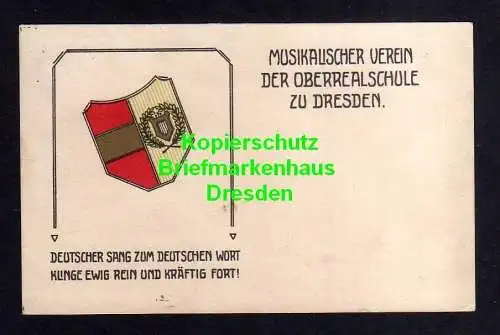 MUSIKALISCHER VEREIN
DER OBERREALSCHULE
ZU DRESDEN.
Kopierschutz
Briefmarkenhaus
Dresden
DEUTSCHER SANG ZUM DEUTSCHEN WORT
KLINGE EWIG REIN UND KRÄFTIG FORT!